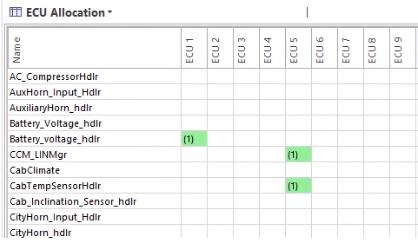 ECU Allocation
Name ECU 1 ECU 2 ECU 3 ECU 4 ECU 5 ECU 6 ECU 7 ECU 8 ECU 9
AC_CompressorHdlr
AuxHorn_Input_Hdlr
AuxiliaryHorn_hdlr
Battery_Voltage_hdlr
Battery_voltage_hdlr (1)
CCM_LINMgr (1)
CabClimate
CabTempSensorHdlr (1)
Cab_Inclination_Sensor_hdlr
CityHorn_Input_Hdlr
CityHorn_hdlr